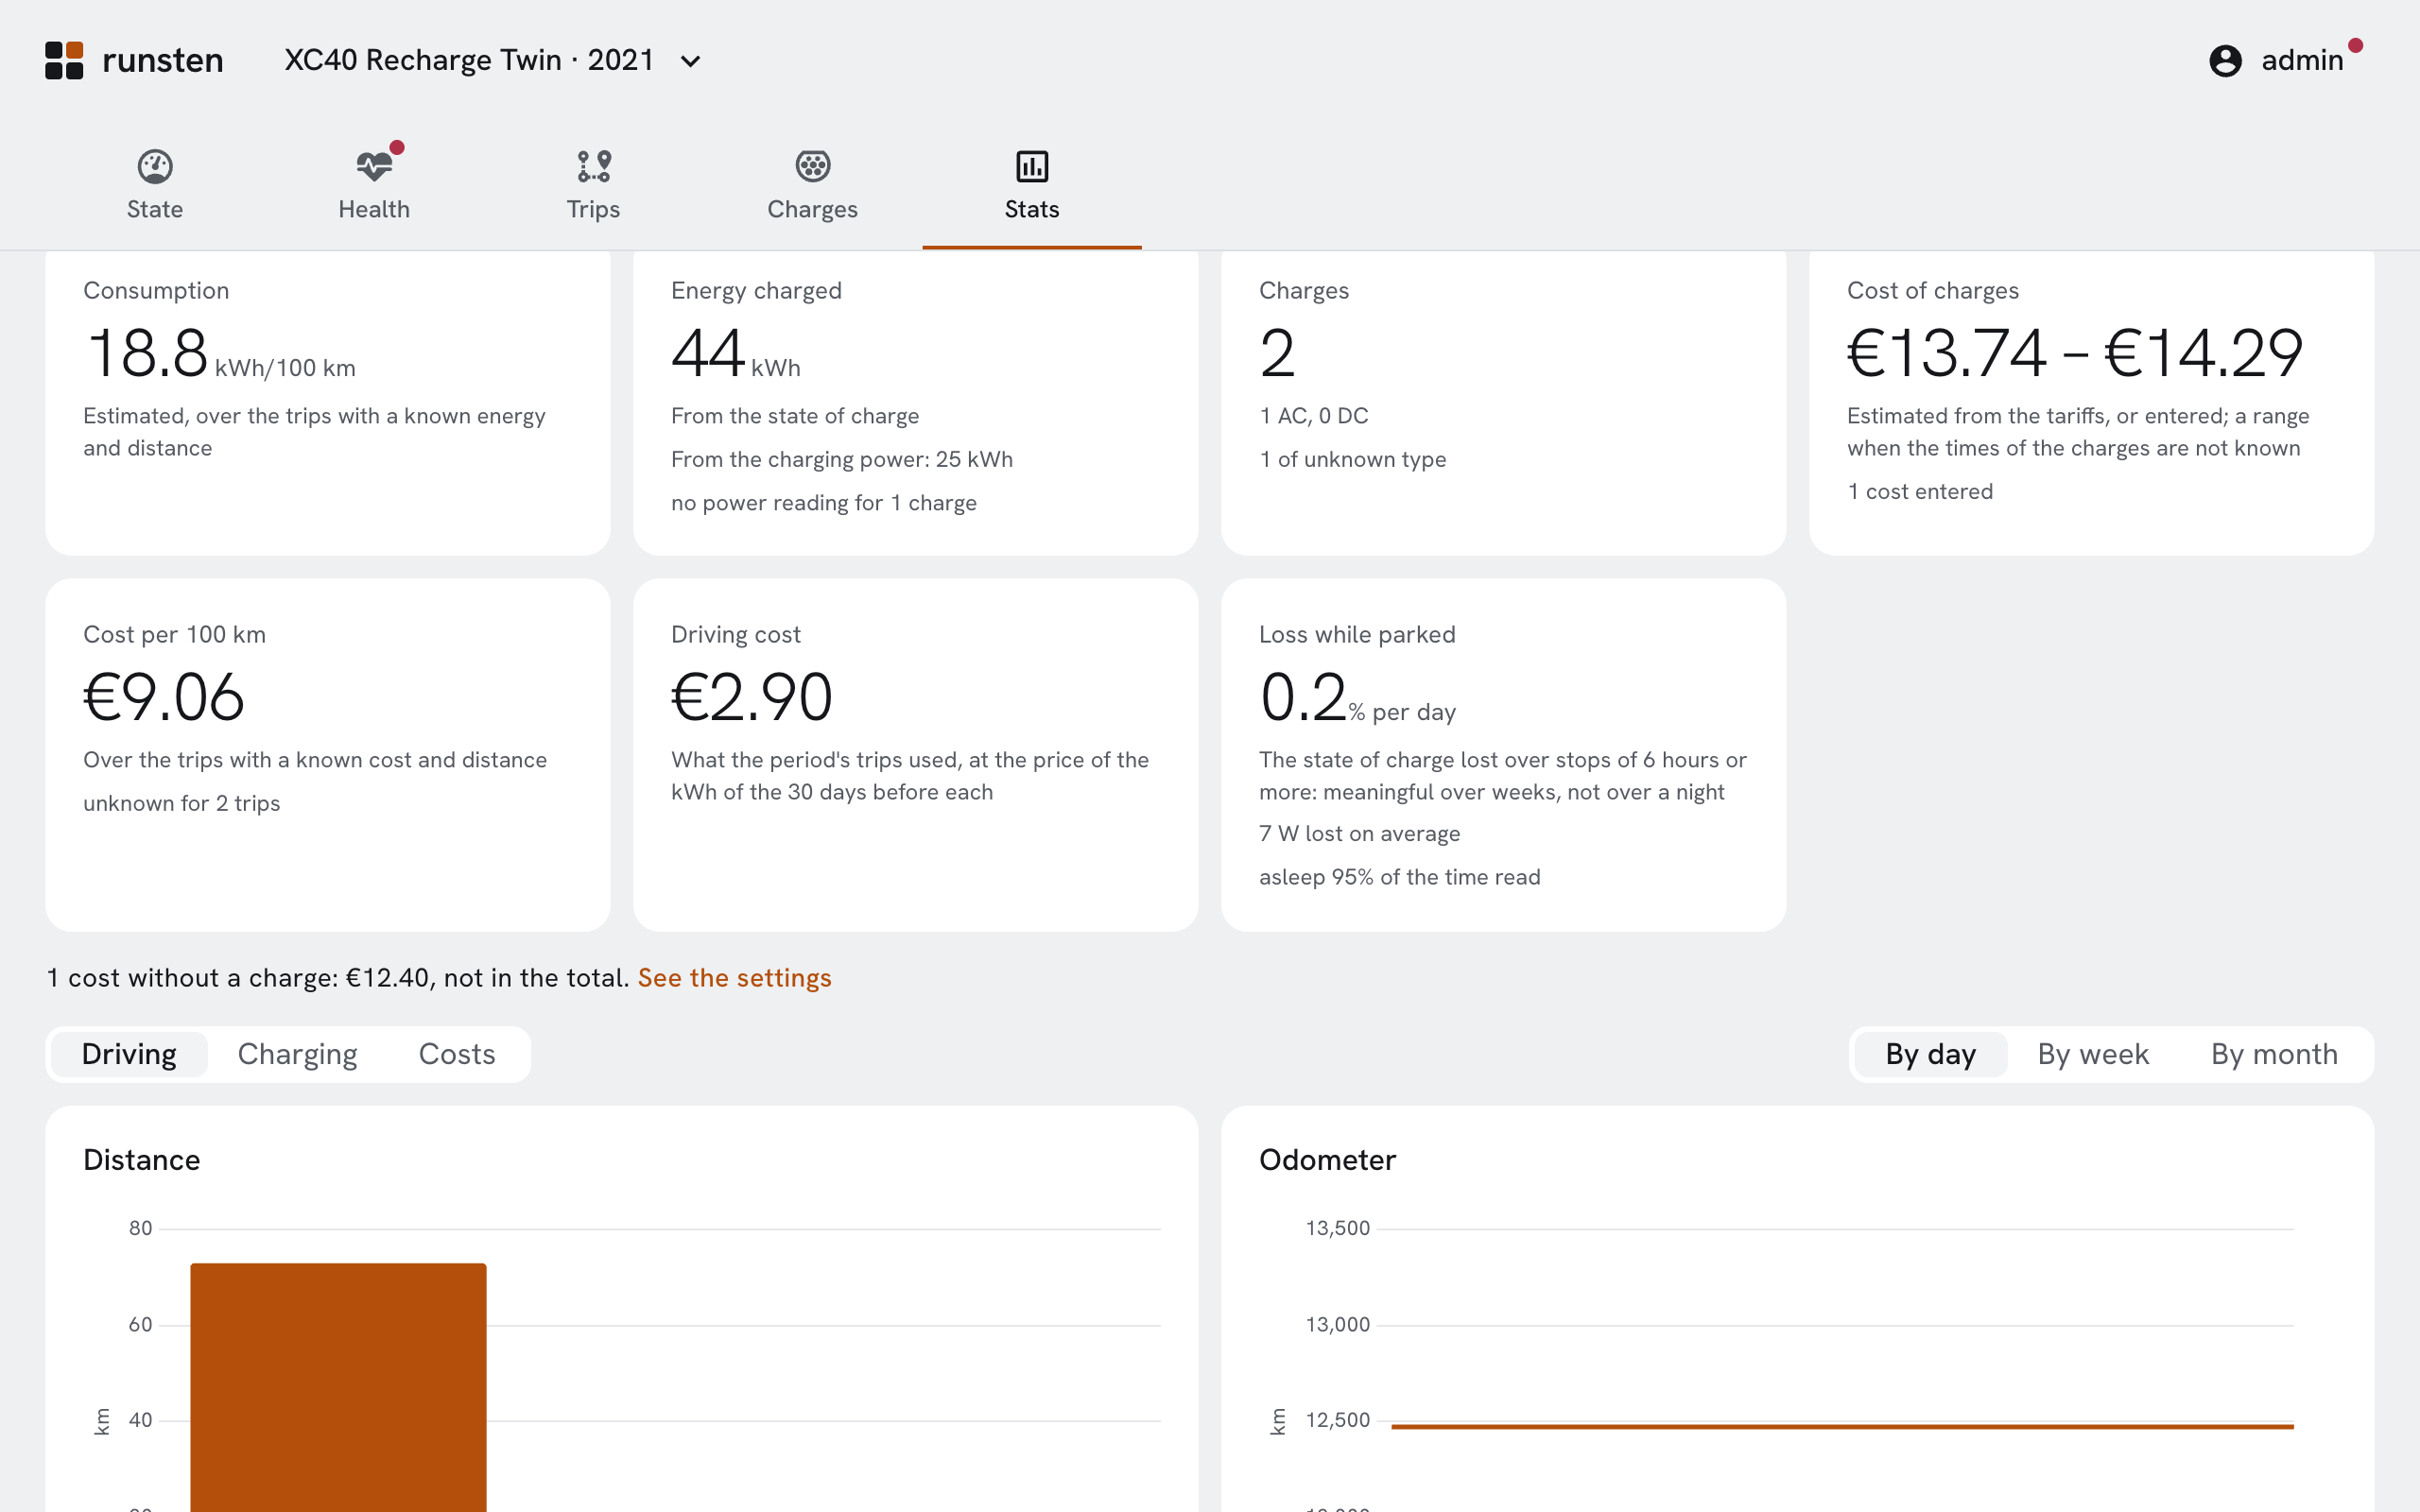 runsten
XC40 Recharge Twin · 2021
admin
State
Health
Trips
Charges
Stats
Consumption
18.8 kWh/100 km
Estimated, over the trips with a known energy
and distance
Energy charged
44 kWh
From the state of charge
From the charging power: 25 kWh
no power reading for 1 charge
Charges
2
1 AC, 0 DC
1 of unknown type
Cost of charges
€13.74 – €14.29
Estimated from the tariffs, or entered; a range
when the times of the charges are not known
1 cost entered
Cost per 100 km
€9.06
Over the trips with a known cost and distance
unknown for 2 trips
Driving cost
€2.90
What the period's trips used, at the price of the
kWh of the 30 days before each
Loss while parked
0.2% per day
The state of charge lost over stops of 6 hours or
more: meaningful over weeks, not over a night
7 W lost on average
asleep 95% of the time read
1 cost without a charge: €12.40, not in the total. See the settings
Driving
Charging
Costs
By day
By week
By month
Distance
80
60
40
km
Odometer
13,500
13,000
12,500
km